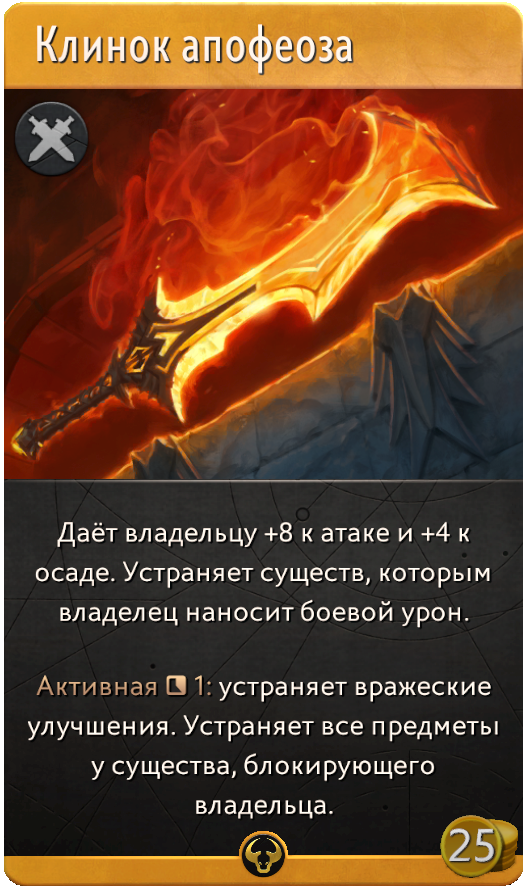 Клинок апофеоза
Даёт владельцу +8 к атаке и +4 к
осаде. Устраняет существ, которым
владелец наносит боевой урон.
Активная 1: устраняет вражеские
улучшения. Устраняет все предметы
у существа, блокирующего
владельца.
25